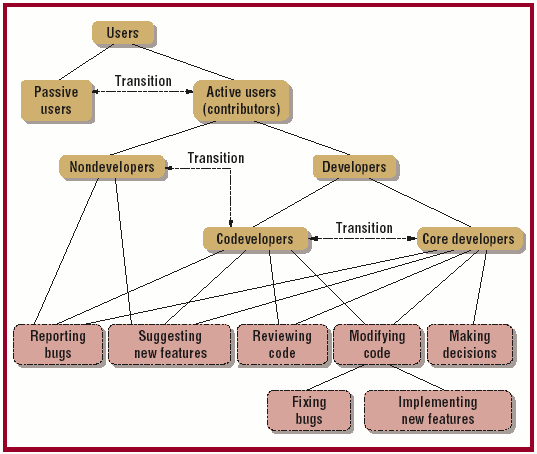 Users
Transition
Passive
users
Active users
(contributors)
Transition
Nondevelopers
Developers
Transition
Codevelopers
Core developers
Reporting
bugs
Suggesting
new features
Reviewing
code
Modifying
code
Making
decisions
Fixing
bugs
Implementing
new features